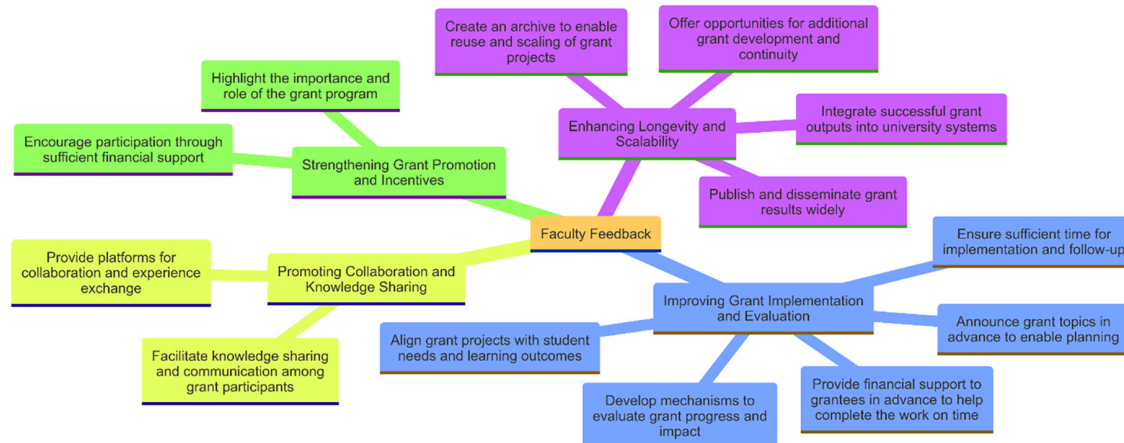 Create an archive to enable
reuse and scaling of grant
projects
Offer opportunities for additional
grant development and
continuity
Highlight the importance and
role of the grant program
Enhancing Longevity and
Scalability
Integrate successful grant
outputs into university systems
Encourage participation through
sufficient financial support
Strengthening Grant Promotion
and Incentives
Publish and disseminate grant
results widely
Faculty Feedback
Provide platforms for
collaboration and experience
exchange
Promoting Collaboration and
Knowledge Sharing
Ensure sufficient time for
implementation and follow-up
Improving Grant Implementation
and Evaluation
Facilitate knowledge sharing
and communication among
grant participants
Align grant projects with student
needs and learning outcomes
Announce grant topics in
advance to enable planning
Develop mechanisms to
evaluate grant progress and
impact
Provide financial support to
grantees in advance to help
complete the work on time